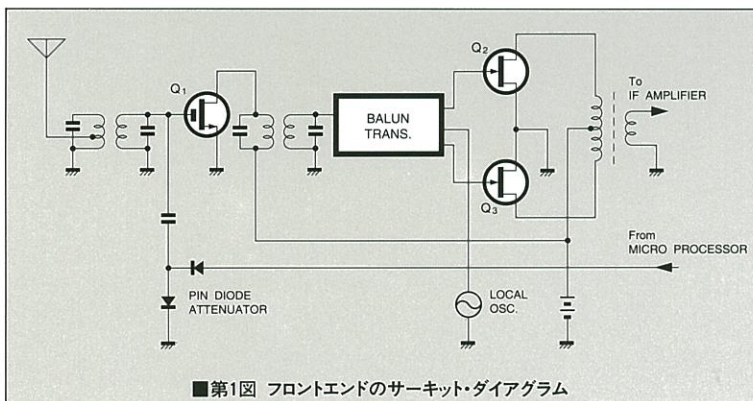 Q1
BALUN
TRANS.
Q2
Q3
To
IF AMPLIFIER
From
MICRO PROCESSOR
PIN DIODE
ATTENUATOR
LOCAL
OSC.
■第1図 フロントエンドのサーキット・ダイアグラム